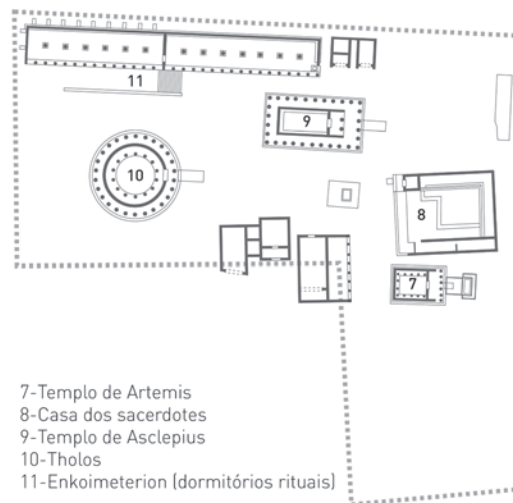 11
9
10
8
7
7-Templo de Artemis
8-Casa dos sacerdotes
9-Templo de Asclepius
10-Tholos
11-Enkoimeterion (dormitórios rituais)